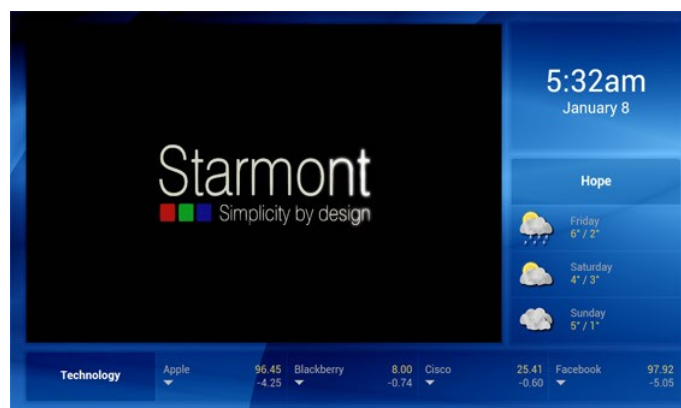 Starmont
Simplicity by design
5:32am
January 8
Hope
Friday
6° / 2°
Saturday
4° / 3°
Sunday
5° / 1°
Technology
Apple 96.45
-4.25
Blackberry 8.00
-0.74
Cisco 25.41
-0.60
Facebook 97.92
-5.05